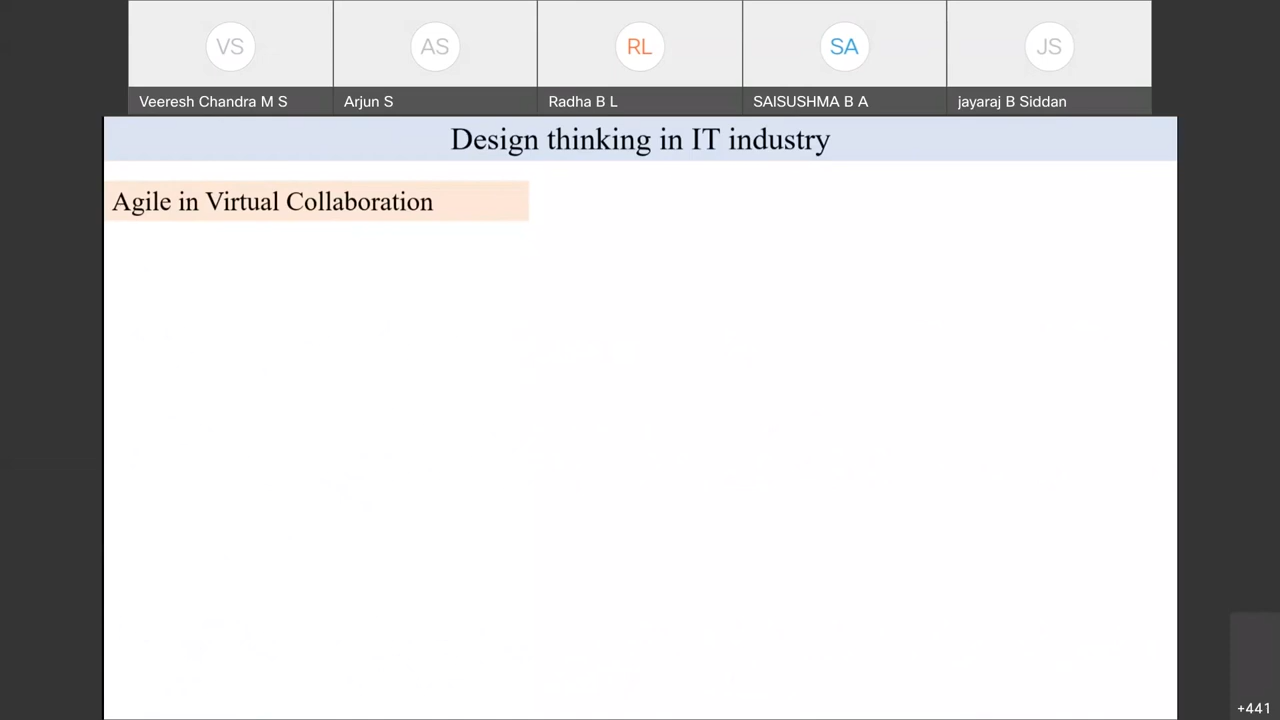 VS AS RL SA JS
Veeresh Chandra M S Arjun S Radha B L SAISUSHMA B A jayaraj B Siddan
Design thinking in IT industry
Agile in Virtual Collaboration
+441